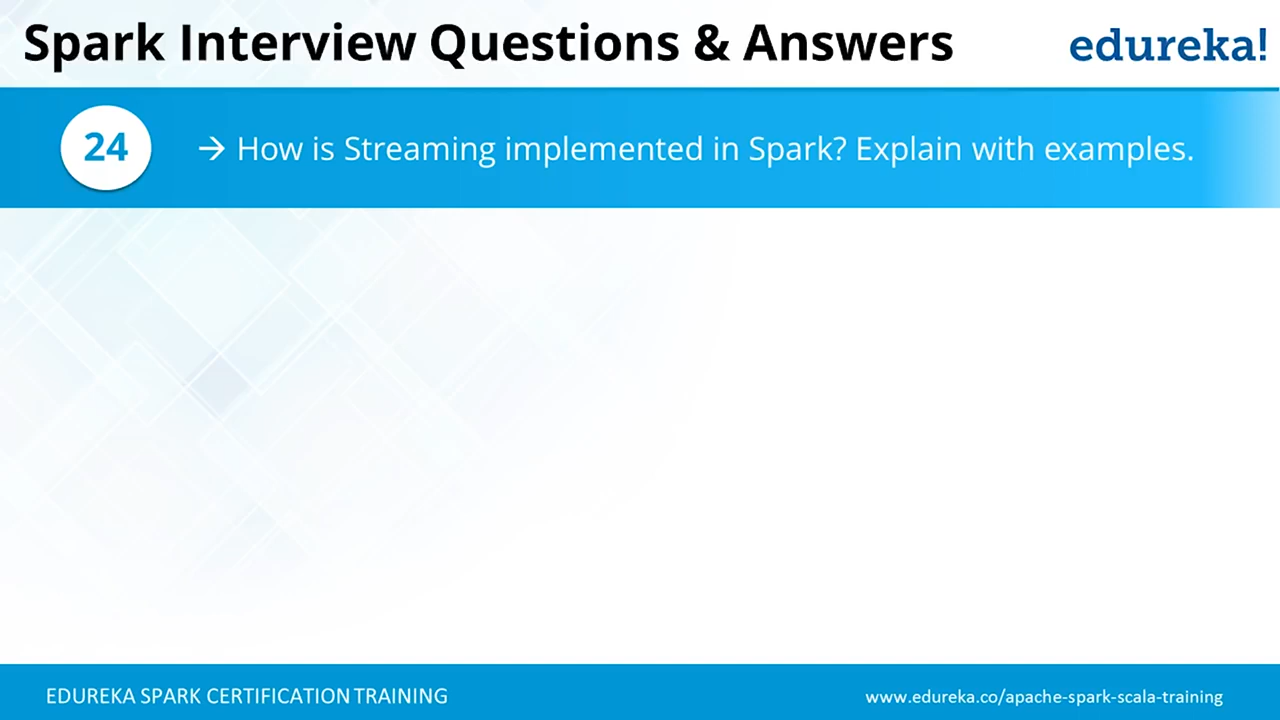 Spark Interview Questions & Answers
edureka!
24
→ How is Streaming implemented in Spark? Explain with examples.
EDUREKA SPARK CERTIFICATION TRAINING
www.edureka.co/apache-spark-scala-training